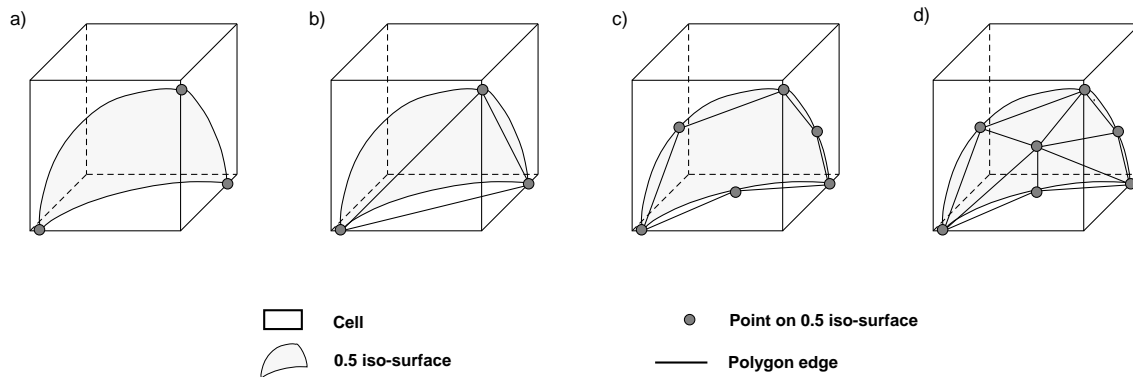 a)
b)
c)
d)
Cell
Point on 0.5 iso-surface
0.5 iso-surface
Polygon edge